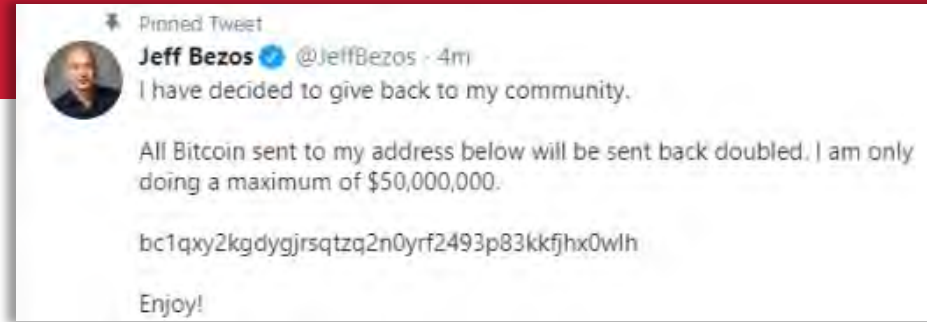 Pinned Tweet
Jeff Bezos @JeffBezos · 4m
I have decided to give back to my community.
All Bitcoin sent to my address below will be sent back doubled. I am only
doing a maximum of $50,000,000.
bc1qxy2kgdygjrsqtzq2n0yrf2493p83kkfjhx0wlh
Enjoy!